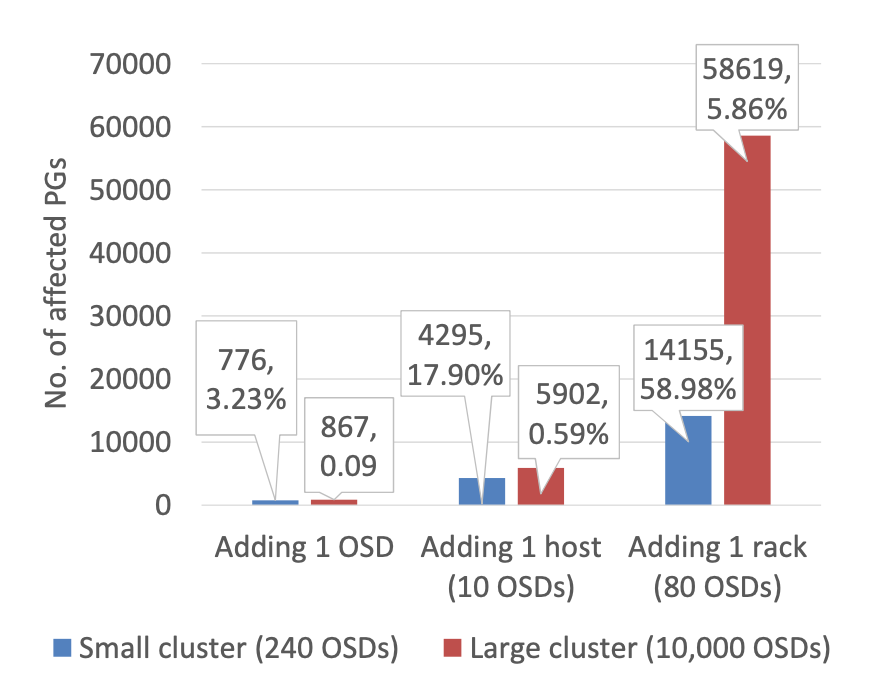 70000
60000
50000
40000
30000
20000
10000
0
No. of affected PGs
776,
3.23%
867,
0.09
4295,
17.90%
5902,
0.59%
14155,
58.98%
58619,
5.86%
Adding 1 OSD
Adding 1 host
(10 OSDs)
Adding 1 rack
(80 OSDs)
Small cluster (240 OSDs)
Large cluster (10,000 OSDs)